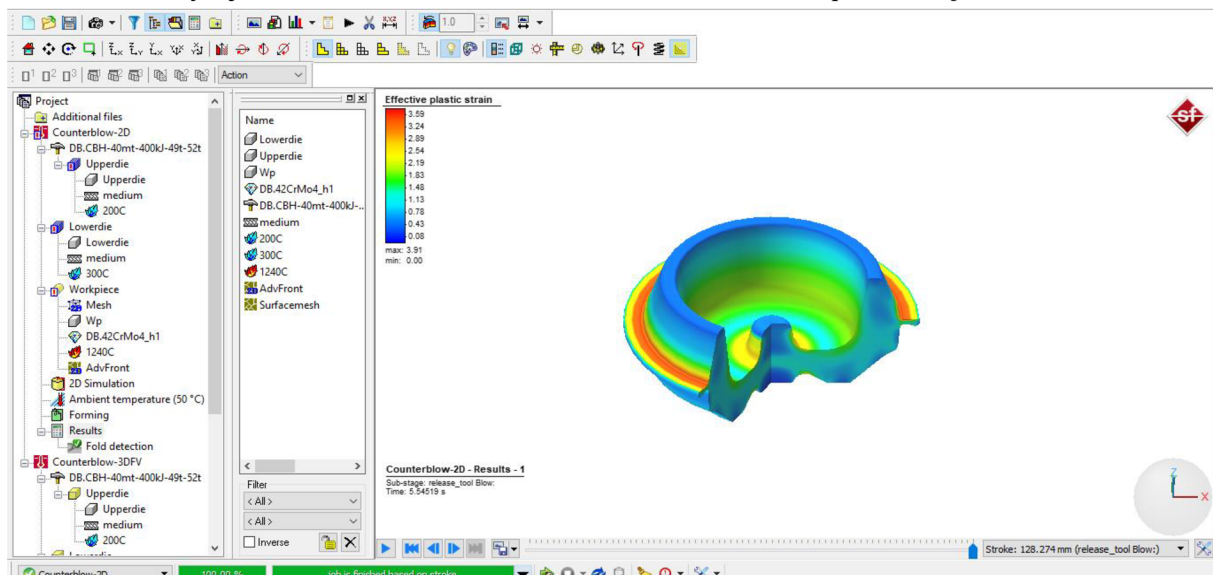 1.0
Action
Project
Additional files
Counterblow-2D
DB.CBH-40mt-400kJ-49t-52t
Upperdie
Upperdie
medium
200C
Lowerdie
Lowerdie
medium
300C
Workpiece
Mesh
Wp
DB.42CrMo4_h1
1240C
AdvFront
2D Simulation
Ambient temperature (50 °C)
Forming
Results
Fold detection
Counterblow-3DFV
DB.CBH-40mt-400kJ-49t-52t
Upperdie
Upperdie
medium
200C
Name
Lowerdie
Upperdie
Wp
DB.42CrMo4_h1
DB.CBH-40mt-400kJ-...
medium
200C
300C
1240C
AdvFront
Surfacemesh
Filter
< All >
< All >
Inverse
Effective plastic strain
3.59
3.24
2.89
2.54
2.19
1.83
1.48
1.13
0.78
0.43
0.08
max: 3.91
min: 0.00
sf
Counterblow-2D - Results - 1
Sub-stage: release_tool Blow:
Time: 5.54519 s
Z
X
Stroke: 128.274 mm (release_tool Blow:)
Counterblow-2D
100.00 %
job is finished based on stroke